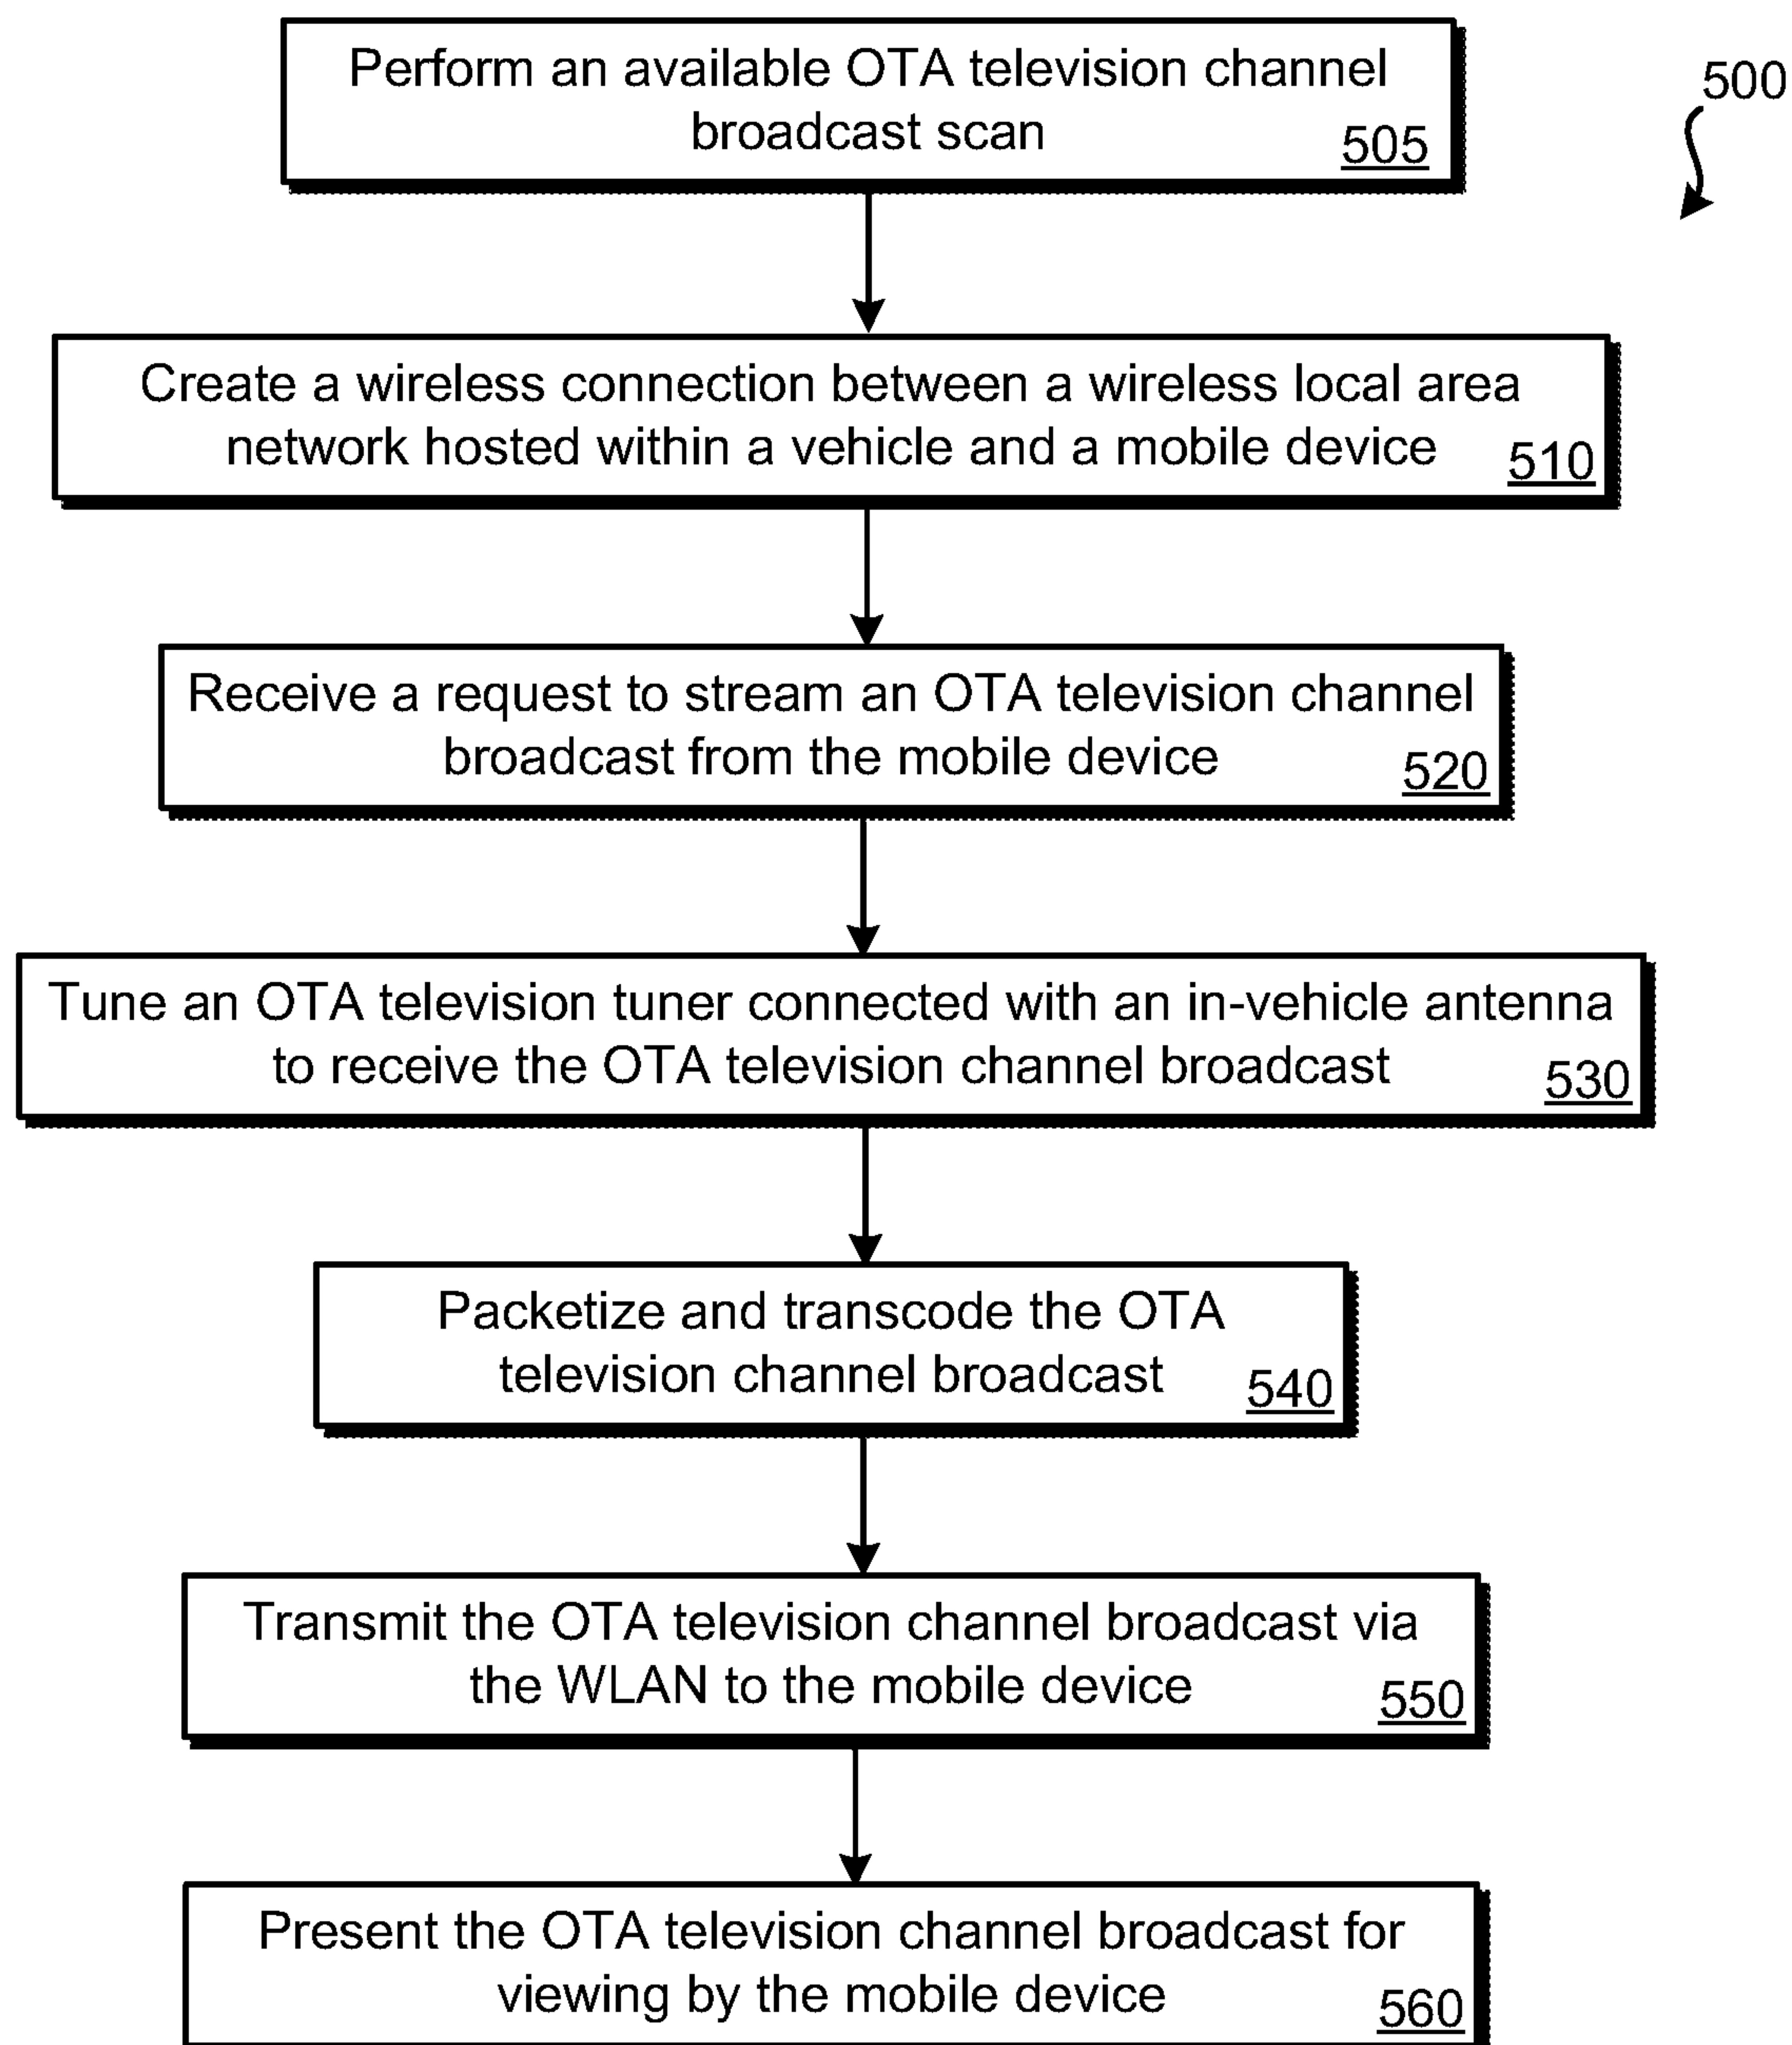 Perform an available OTA television channel
broadcast scan
505
500
Create a wireless connection between a wireless local area
network hosted within a vehicle and a mobile device
510
Receive a request to stream an OTA television channel
broadcast from the mobile device
520
Tune an OTA television tuner connected with an in-vehicle antenna
to receive the OTA television channel broadcast
530
Packetize and transcode the OTA
television channel broadcast
540
Transmit the OTA television channel broadcast via
the WLAN to the mobile device
550
Present the OTA television channel broadcast for
viewing by the mobile device
560